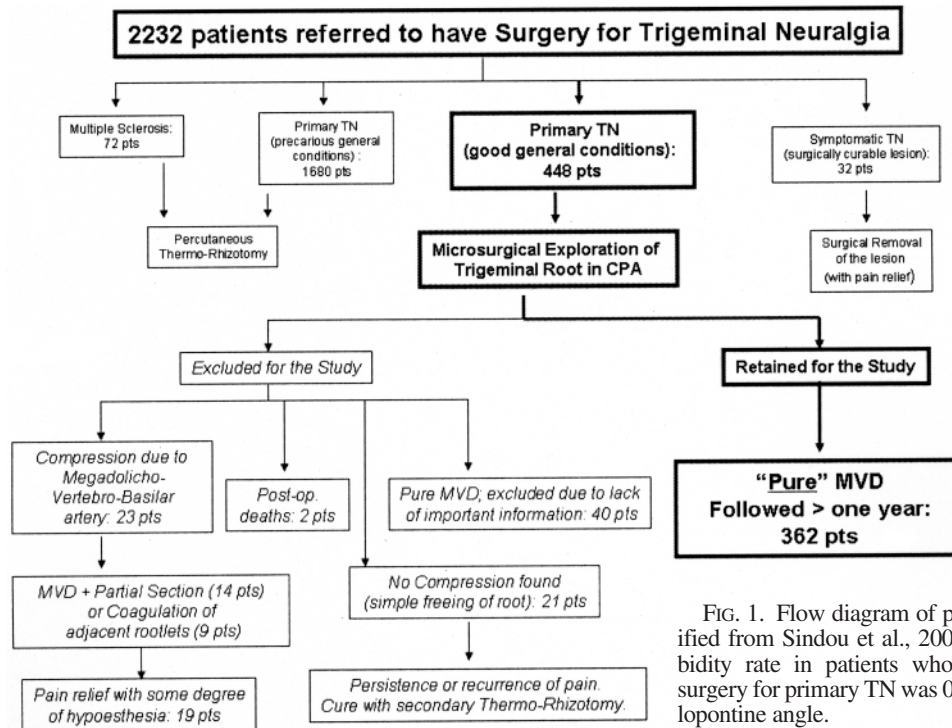 2232 patients referred to have Surgery for Trigeminal Neuralgia
Multiple Sclerosis:
72 pts
Primary TN
(precarious general
conditions) :
1680 pts
Primary TN
(good general conditions):
448 pts
Symptomatic TN
(surgically curable lesion):
32 pts
Percutaneous
Thermo-Rhizotomy
Microsurgical Exploration of
Trigeminal Root in CPA
Surgical Removal
of the lesion
(with pain relief)
Excluded for the Study
Retained for the Study
Compression due to
Megadolicho-
Vertebro-Basilar
artery: 23 pts
Post-op.
deaths: 2 pts
Pure MVD; excluded due to lack
of important information: 40 pts
"Pure" MVD
Followed > one year:
362 pts
MVD + Partial Section (14 pts)
or Coagulation of
adjacent rootlets (9 pts)
No Compression found
(simple freeing of root): 21 pts
Pain relief with some degree
of hypoesthesia: 19 pts
Persistence or recurrence of pain.
Cure with secondary Thermo-Rhizotomy.
FIG. 1. Flow diagram of p
ified from Sindou et al., 200
bidity rate in patients who
surgery for primary TN was 0
lopontine angle.